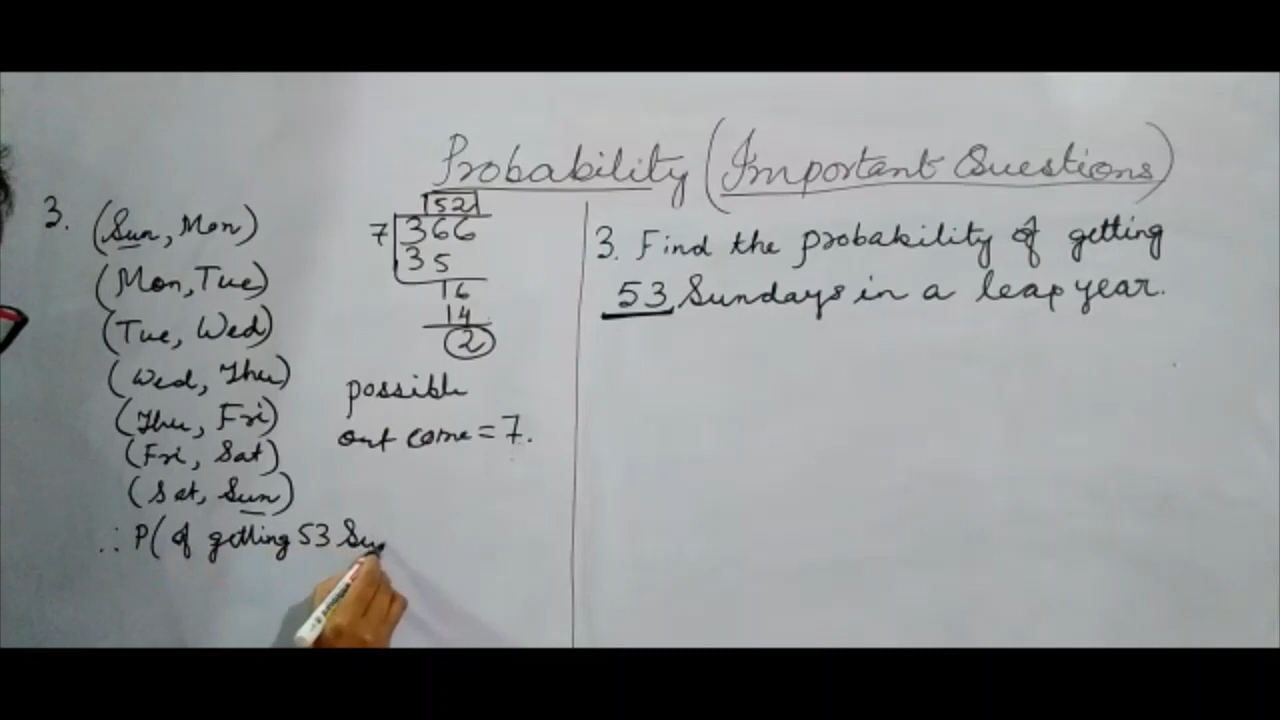 Probability (Important Questions)
3. (Sun, Mon)
(Mon, Tue)
(Tue, Wed)
(Wed, Thu)
(Thu, Fri)
(Fri, Sat)
(Sat, Sun)
∴ P( of getting 53 Su
52
7 366
35
16
14
2
possible
out come = 7.
3. Find the probability of getting
53 Sundays in a leap year.